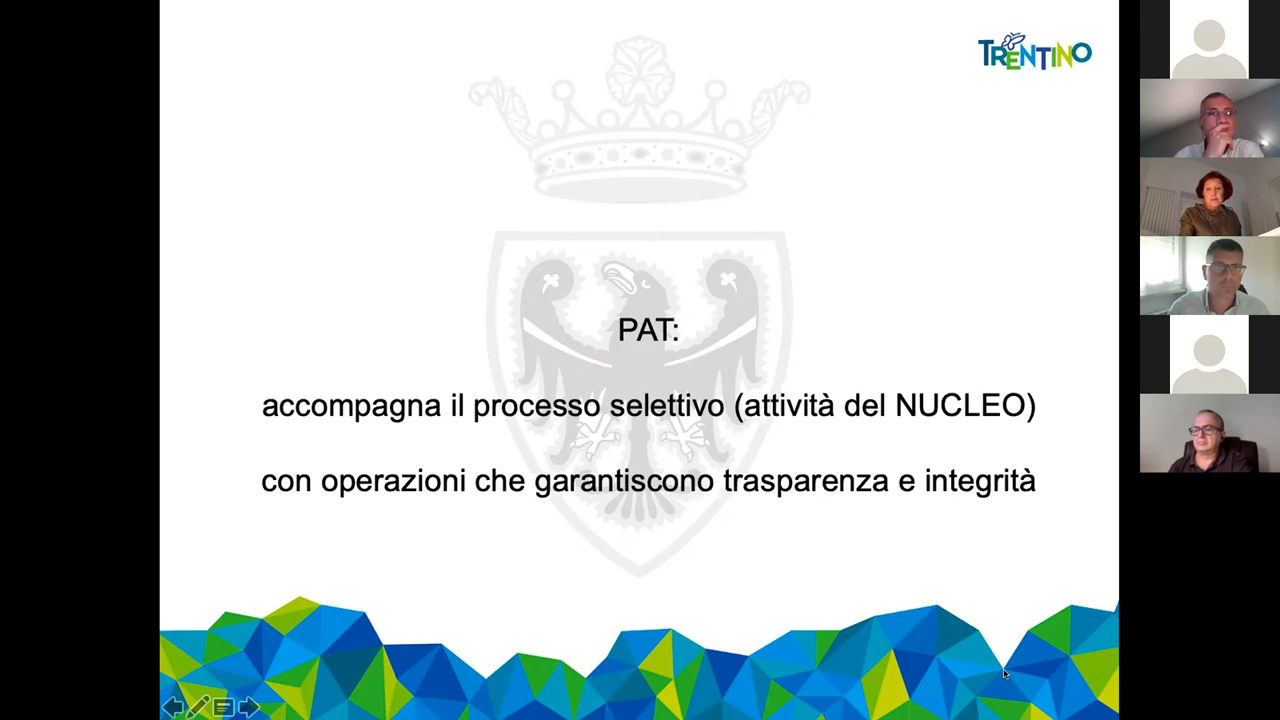 TRENTINO
PAT:
accompagna il processo selettivo (attività del NUCLEO)
con operazioni che garantiscono trasparenza e integrità